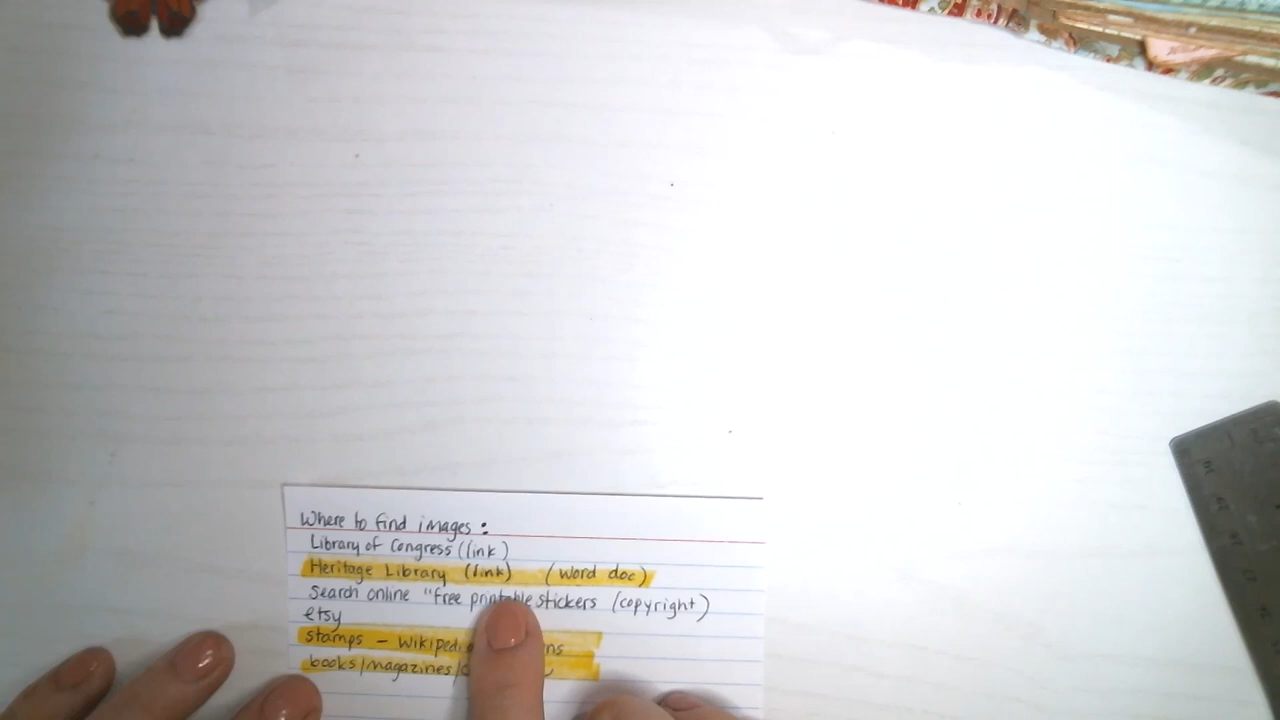 Where to find images:
Library of Congress (link)
Heritage Library (link) (word doc)
Search online "free printable stickers (copyright)
etsy
stamps -
books/magazines/